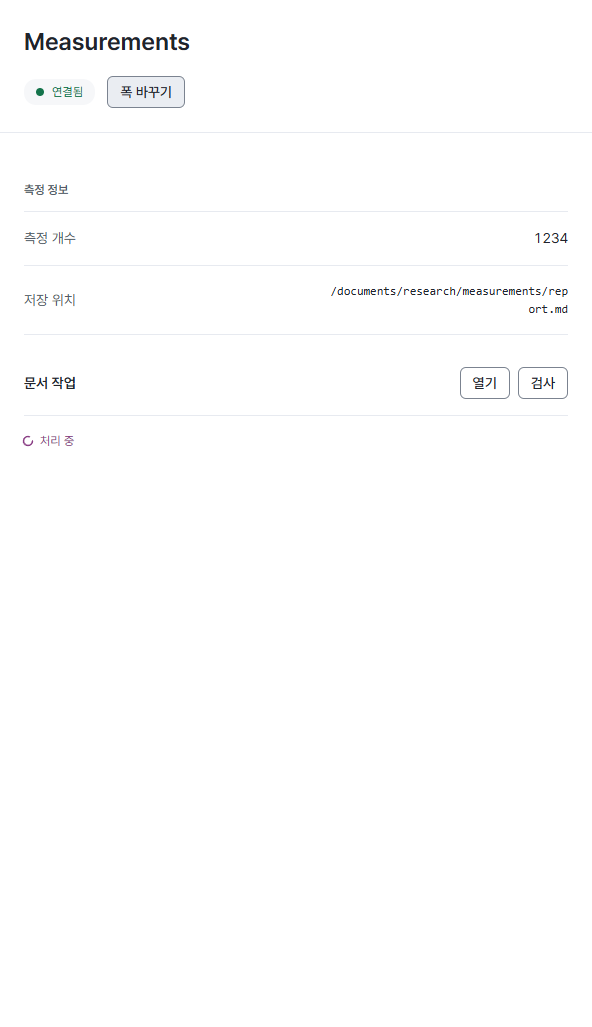 Measurements
연결됨
폭 바꾸기
측정 정보
측정 개수
1234
저장 위치
/documents/research/measurements/rep
ort.md
문서 작업
열기
검사
처리 중